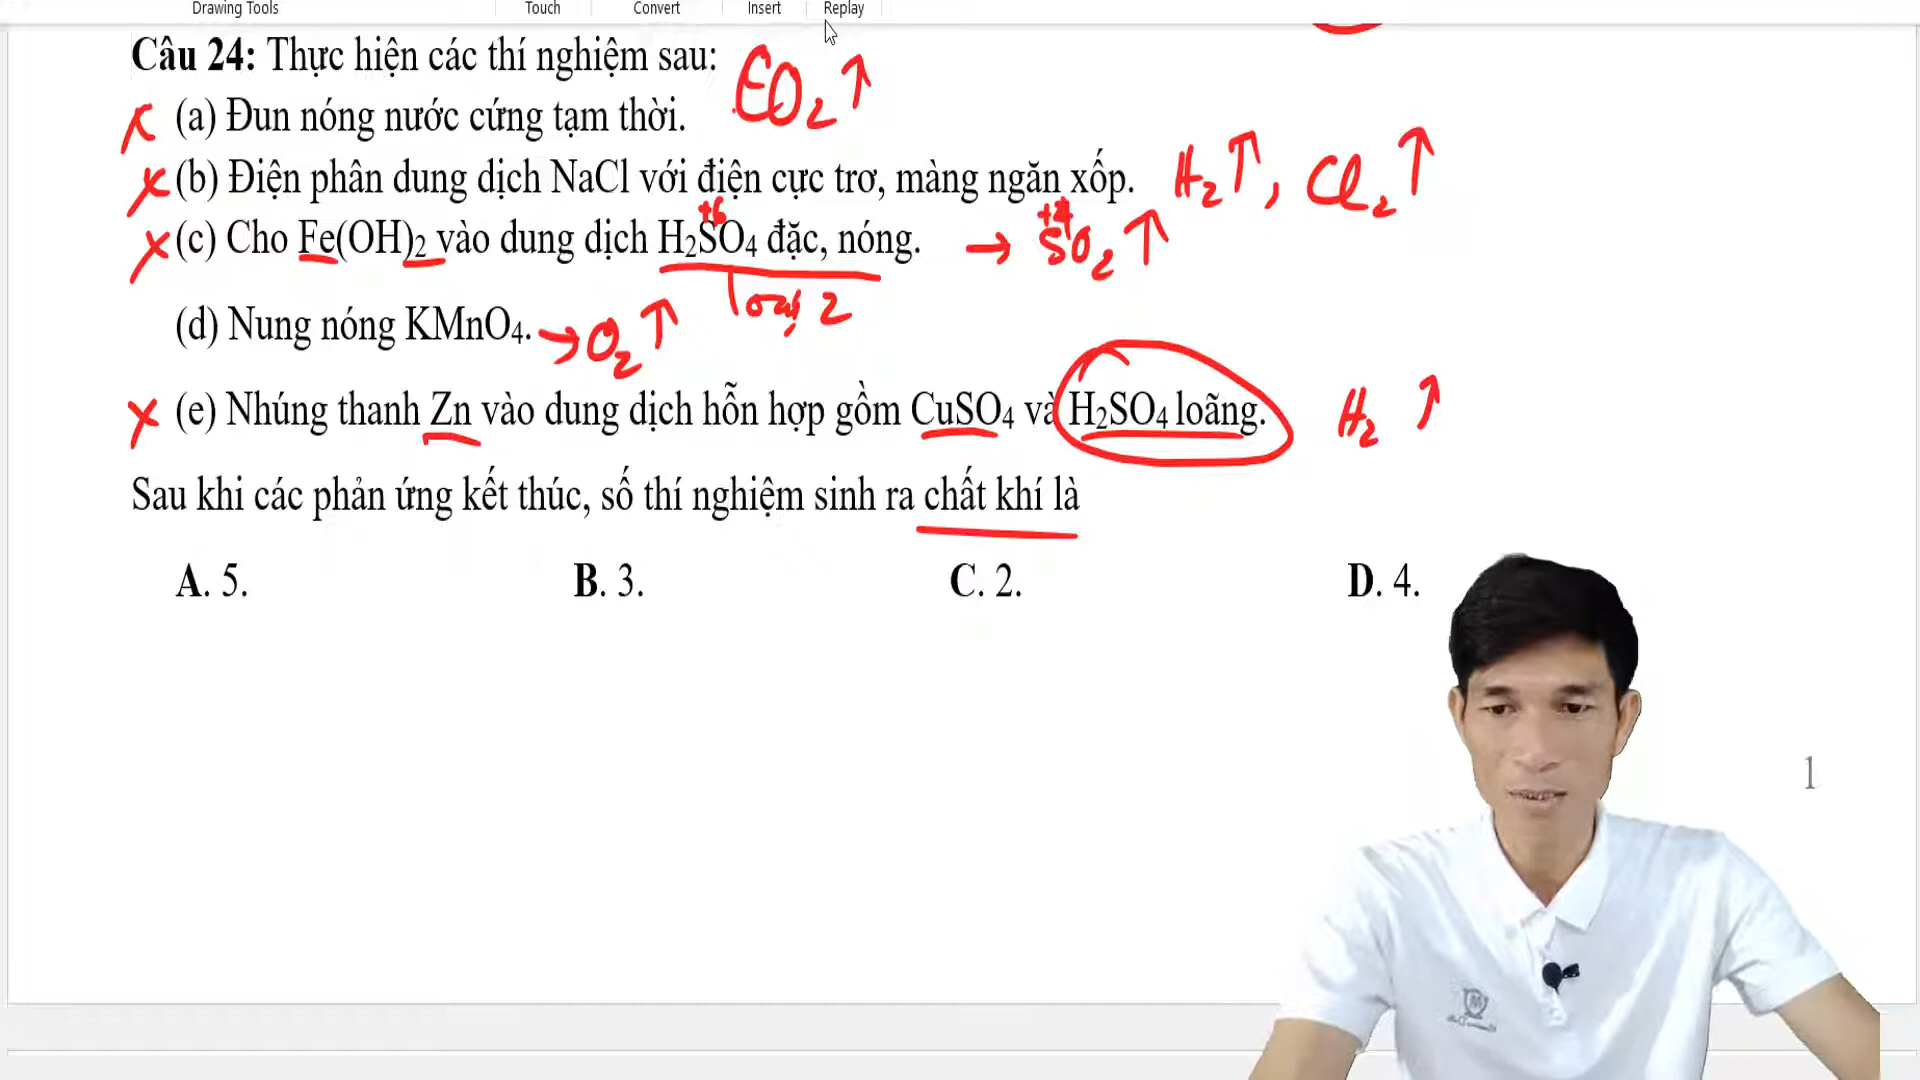 Drawing Tools Touch Convert Insert Replay
Câu 24: Thực hiện các thí nghiệm sau: CO2↑
x (a) Đun nóng nước cứng tạm thời.
x (b) Điện phân dung dịch NaCl với điện cực trơ, màng ngăn xốp. H2↑, Cl2↑
+6 +4
x (c) Cho Fe(OH)2 vào dung dịch H2SO4 đặc, nóng. → SO2↑
loại 2
(d) Nung nóng KMnO4. → O2↑
x (e) Nhúng thanh Zn vào dung dịch hỗn hợp gồm CuSO4 và H2SO4 loãng. H2↑
Sau khi các phản ứng kết thúc, số thí nghiệm sinh ra chất khí là
A. 5. B. 3. C. 2. D. 4.
1